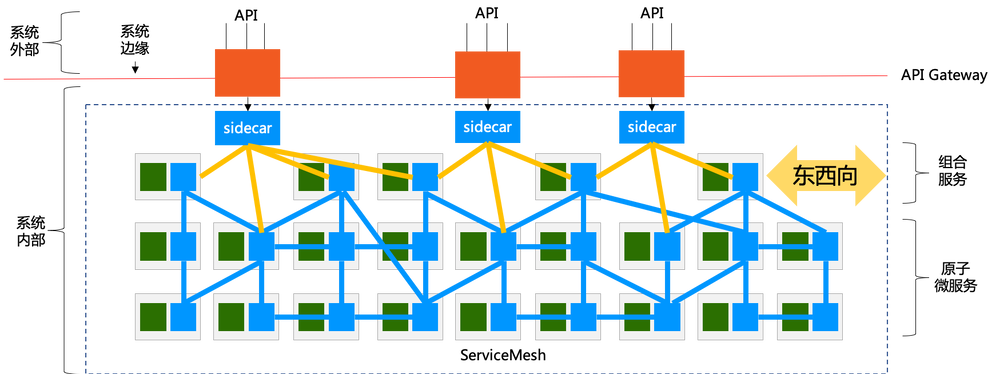 API
API
API
系统
外部
系统
边缘
API Gateway
sidecar
sidecar
sidecar
东西向
组合
服务
系统
内部
原子
微服务
ServiceMesh